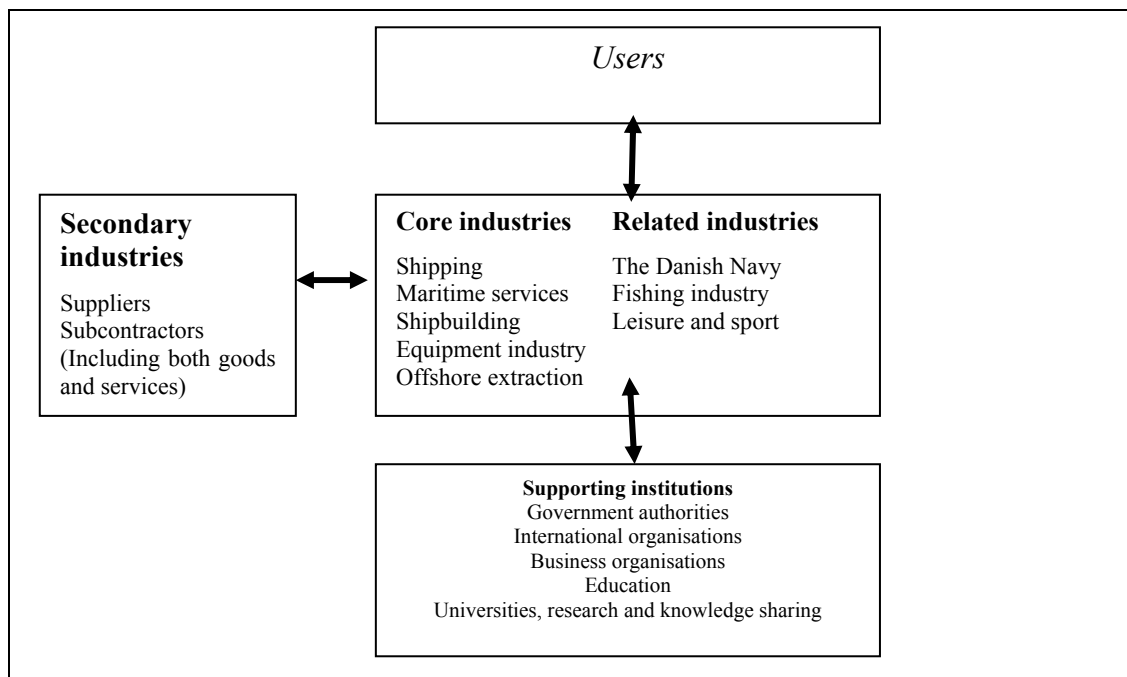 Users
Secondary
industries
Suppliers
Subcontractors
(Including both goods
and services)
Core industries
Shipping
Maritime services
Shipbuilding
Equipment industry
Offshore extraction
Related industries
The Danish Navy
Fishing industry
Leisure and sport
Supporting institutions
Government authorities
International organisations
Business organisations
Education
Universities, research and knowledge sharing